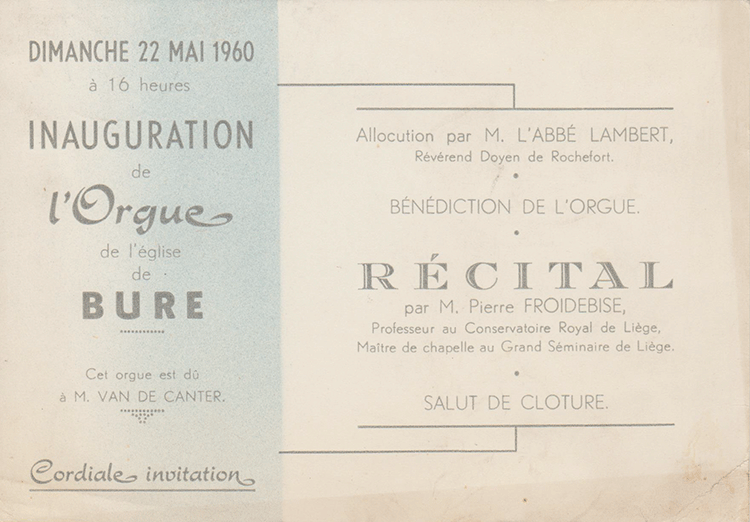 DIMANCHE 22 MAI 1960
à 16 heures
INAUGURATION
de
l'Orgue
de l'église
de
BURE
Cet orgue est dû
à M. VAN DE CANTER.
Cordiale invitation
Allocution par M. L'ABBÉ LAMBERT,
Révérend Doyen de Rochefort.
•
BÉNÉDICTION DE L'ORGUE.
•
RÉCITAL
par M. Pierre FROIDEBISE,
Professeur au Conservatoire Royal de Liège,
Maître de chapelle au Grand Séminaire de Liège.
•
SALUT DE CLOTURE.